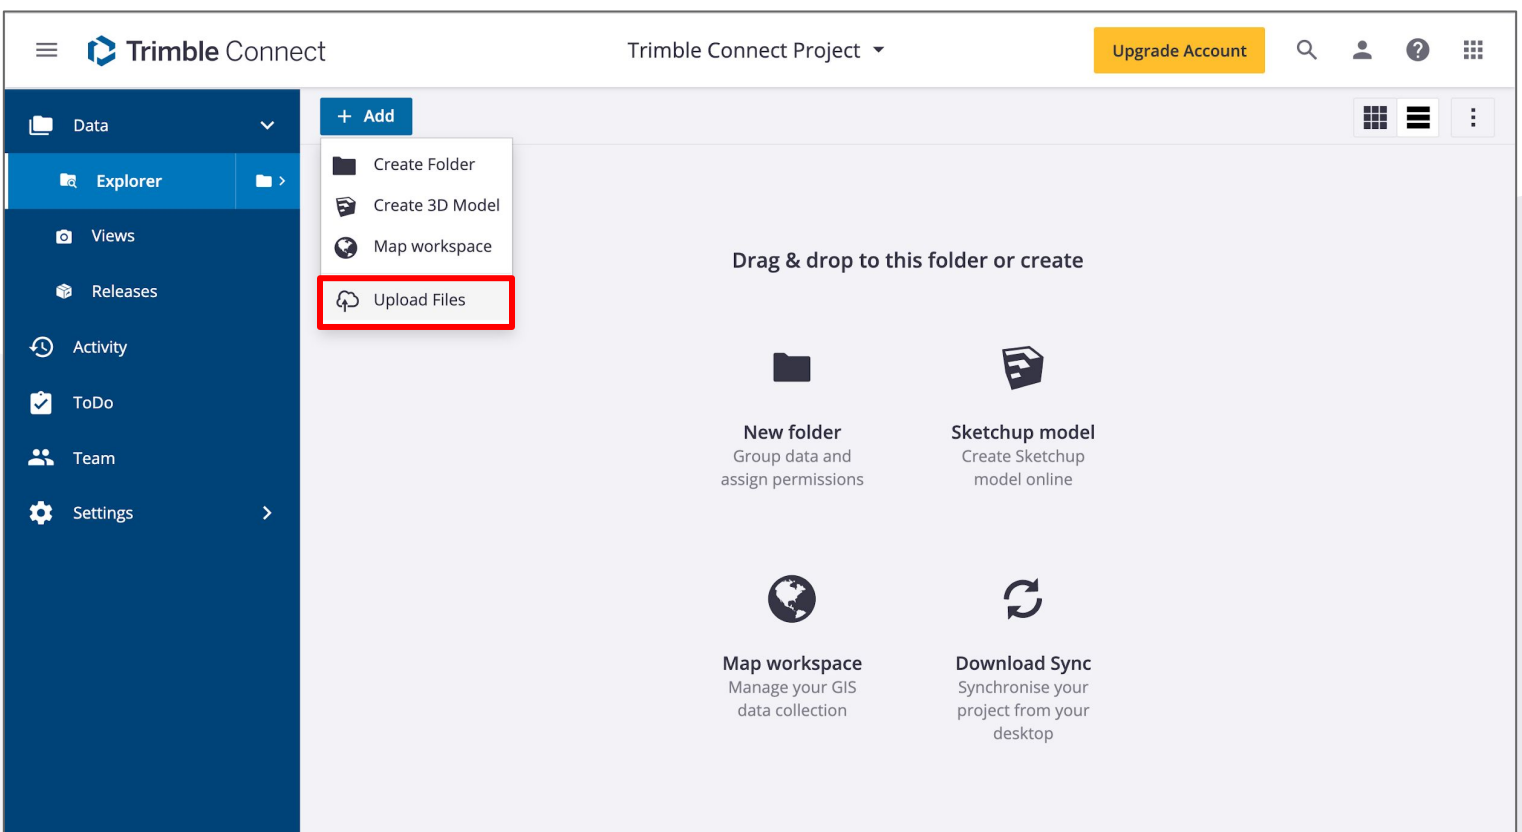 Trimble Connect
Trimble Connect Project
Upgrade Account
Data
Explorer
Views
Releases
Activity
ToDo
Team
Settings
+ Add
Create Folder
Create 3D Model
Map workspace
Upload Files
Drag & drop to this folder or create
New folder
Group data and
assign permissions
Sketchup model
Create Sketchup
model online
Map workspace
Manage your GIS
data collection
Download Sync
Synchronise your
project from your
desktop